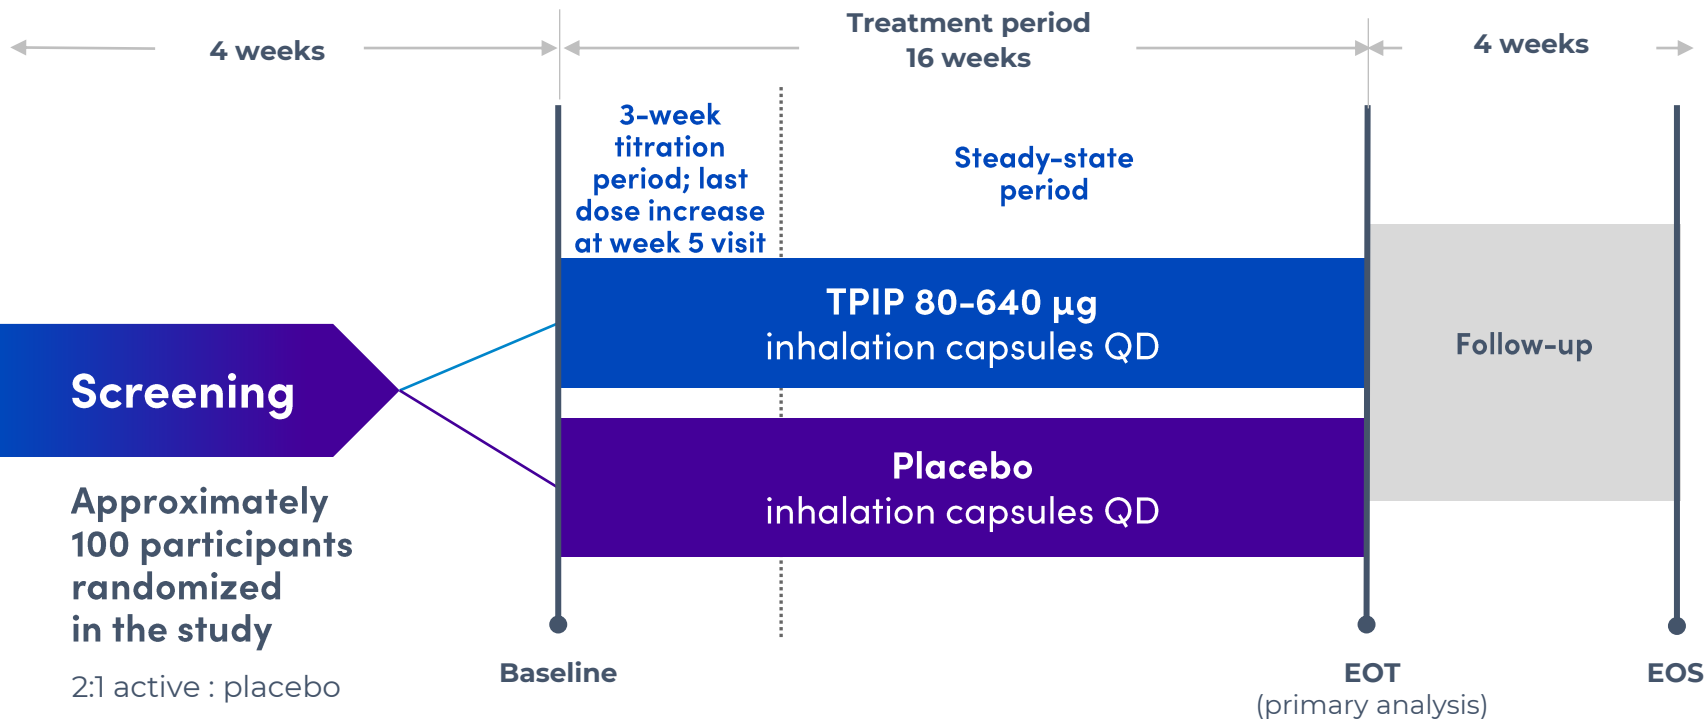 4 weeks
Treatment period
16 weeks
4 weeks
3-week
titration
period; last
dose increase
at week 5 visit
Steady-state
period
TPIP 80-640 µg
inhalation capsules QD
Screening
Follow-up
Placebo
inhalation capsules QD
Approximately
100 participants
randomized
in the study
2:1 active : placebo
Baseline
EOT
(primary analysis)
EOS